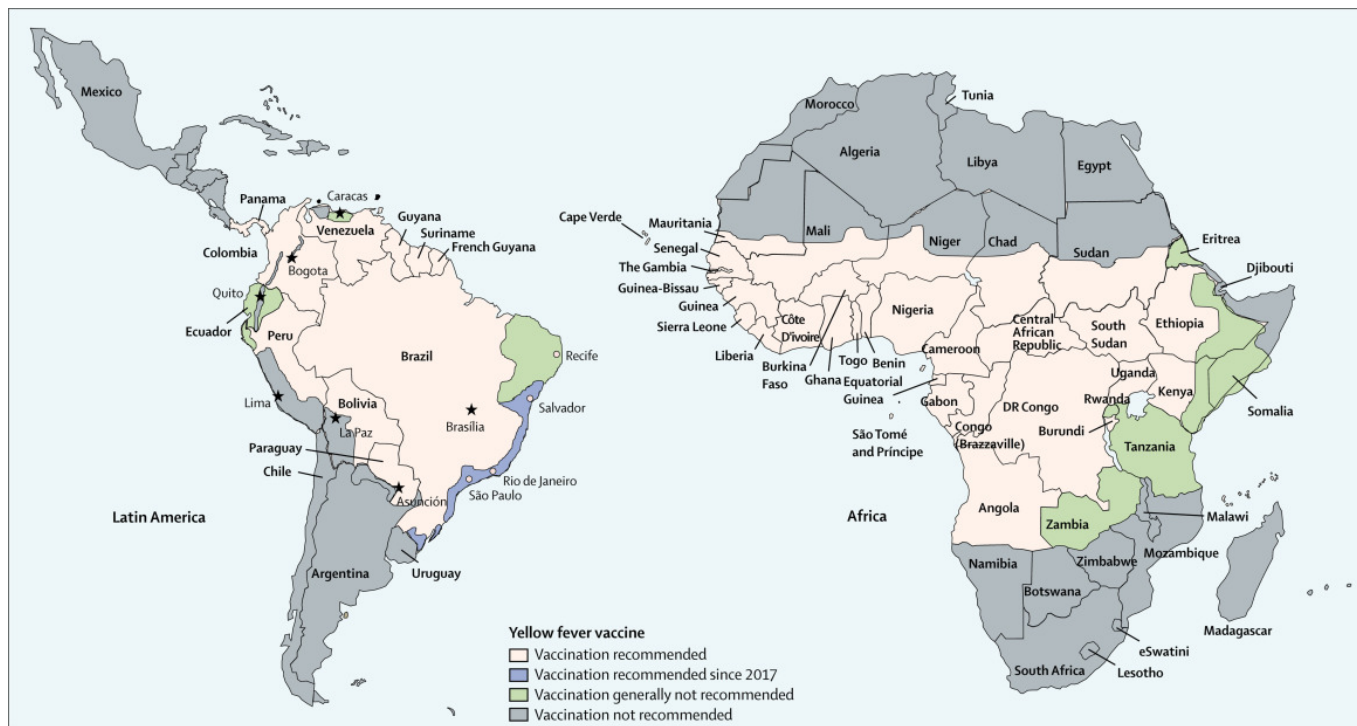 Mexico
Panama
Caracas
Venezuela
Guyana
Suriname
French Guyana
Colombia
Bogota
Quito
Ecuador
Peru
Brazil
Recife
Lima
Bolivia
La Paz
Brasília
Salvador
Paraguay
Chile
Rio de Janeiro
São Paulo
Asunción
Latin America
Argentina
Uruguay
Morocco
Tunia
Algeria
Libya
Egypt
Cape Verde
Mauritania
Mali
Niger
Chad
Sudan
Eritrea
Senegal
The Gambia
Djibouti
Guinea-Bissau
Guinea
Sierra Leone
Liberia
Côte
D'ivoire
Burkina
Faso
Ghana
Togo
Benin
Nigeria
Cameroon
Central
African
Republic
South
Sudan
Ethiopia
Equatorial
Guinea
Gabon
Congo
(Brazzaville)
DR Congo
Uganda
Kenya
Rwanda
Burundi
Somalia
São Tomé
and Príncipe
Tanzania
Africa
Angola
Zambia
Malawi
Mozambique
Zimbabwe
Namibia
Botswana
Madagascar
eSwatini
Lesotho
South Africa
Yellow fever vaccine
Vaccination recommended
Vaccination recommended since 2017
Vaccination generally not recommended
Vaccination not recommended